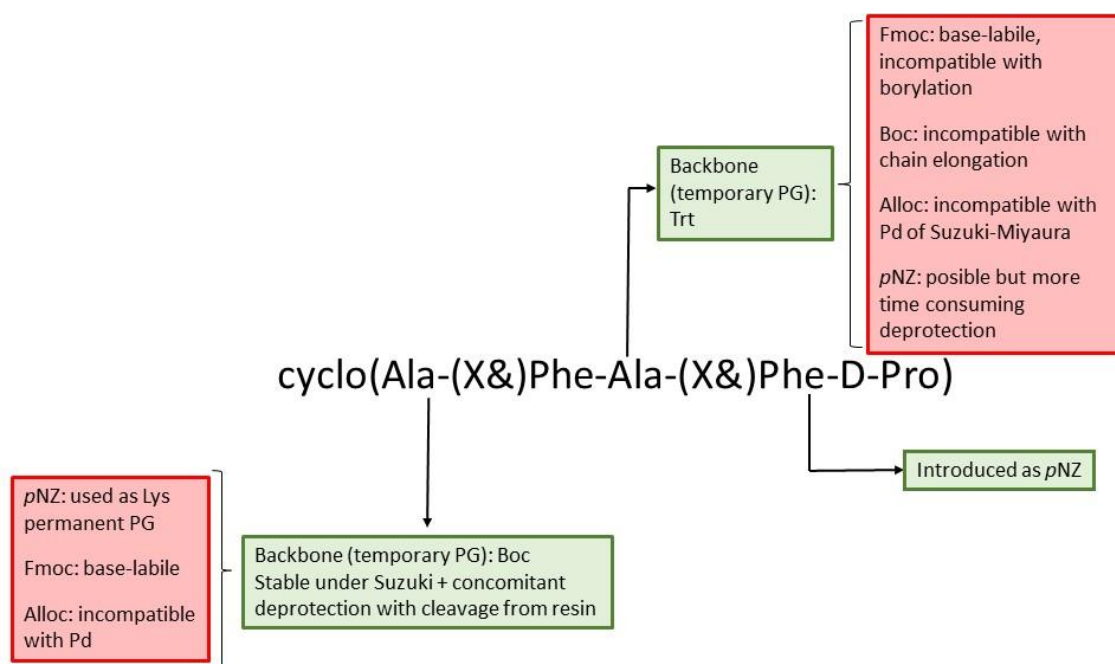 Fmoc: base-labile,
incompatible with
borylation
Boc: incompatible with
chain elongation
Alloc: incompatible with
Pd of Suzuki-Miyaura
pNZ: posible but more
time consuming
deprotection
Backbone
(temporary PG):
Trt
cyclo(Ala-(X&)Phe-Ala-(X&)Phe-D-Pro)
Introduced as pNZ
pNZ: used as Lys
permanent PG
Fmoc: base-labile
Alloc: incompatible
with Pd
Backbone (temporary PG): Boc
Stable under Suzuki + concomitant
deprotection with cleavage from resin